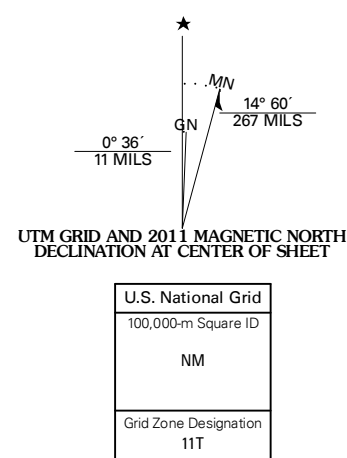 MN
14° 60´
267 MILS
GN
0° 36´
11 MILS
UTM GRID AND 2011 MAGNETIC NORTH
DECLINATION AT CENTER OF SHEET
U.S. National Grid
100,000-m Square ID
NM
Grid Zone Designation
11T